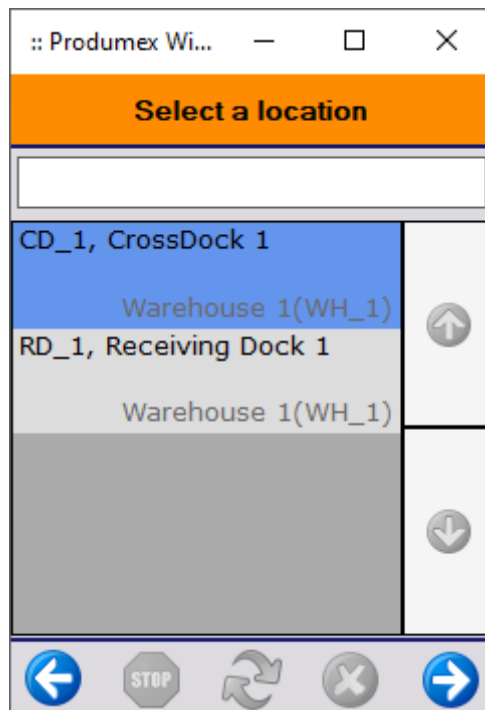 :: Produmex Wi...
Select a location
CD_1, CrossDock 1
Warehouse 1(WH_1)
RD_1, Receiving Dock 1
Warehouse 1(WH_1)
STOP